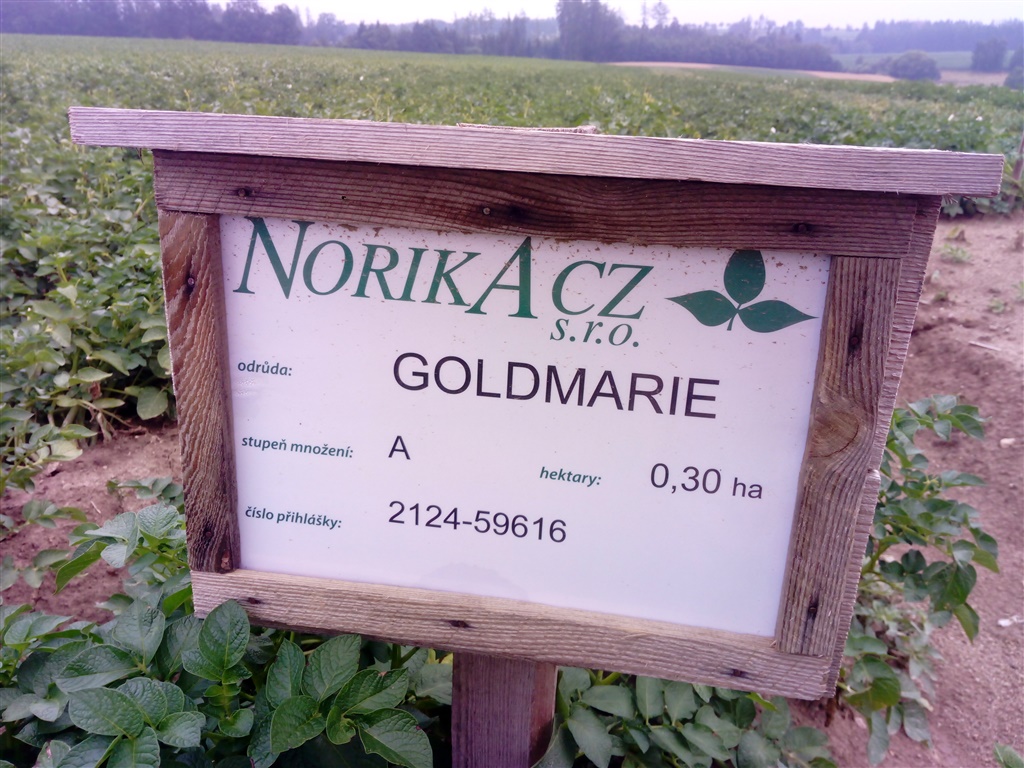 NORIKA CZ
s.r.o.
odrůda: GOLDMARIE
stupeň množení: A hektary: 0,30 ha
číslo přihlášky: 2124-59616